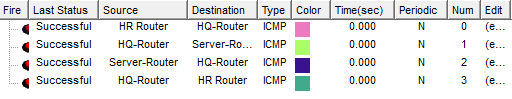 Fire Last Status Source Destination Type Color Time(sec) Periodic Num Edit
Successful HR Router HQ-Router ICMP 0.000 N 0 (e...
Successful HQ-Router Server-Ro... ICMP 0.000 N 1 (e...
Successful Server-Router HQ-Router ICMP 0.000 N 2 (e...
Successful HQ-Router HR Router ICMP 0.000 N 3 (e...